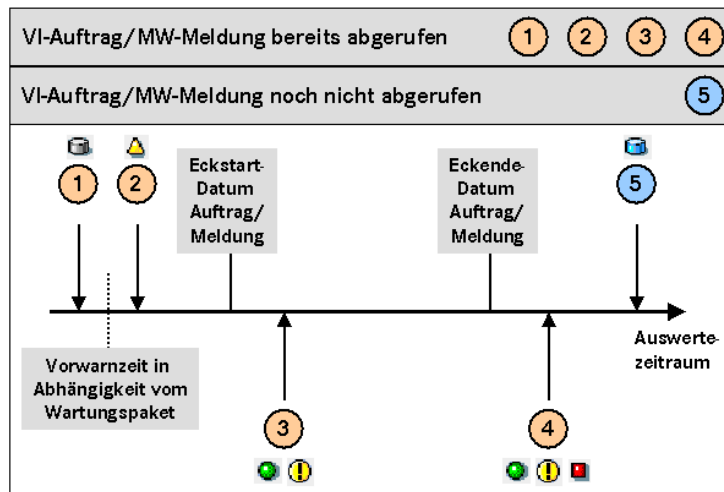 VI-Auftrag/MW-Meldung bereits abgerufen 1 2 3 4
VI-Auftrag/MW-Meldung noch nicht abgerufen 5
1 2
Eckstart-
Datum
Auftrag/
Meldung
Eckende-
Datum
Auftrag/
Meldung
5
Auswerte-
zeitraum
Vorwarnzeit in
Abhängigkeit vom
Wartungspaket
3
4
! !